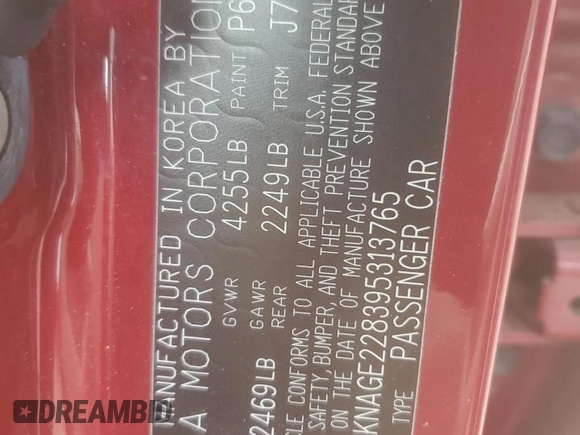 MANUFACTURED IN KOREA BY
A MOTORS CORPORATION
GVWR 4255LB PAINT P6
GAWR
2469LB REAR 2249LB TRIM J7
CLE CONFORMS TO ALL APPLICABLE U.S.A. FEDERAL
SAFETY, BUMPER, AND THEFT PREVENTION STANDAR
ON THE DATE OF MANUFACTURE SHOWN ABOVE
KNAGE228395313765
TYPE PASSENGER CAR
DREAMBID